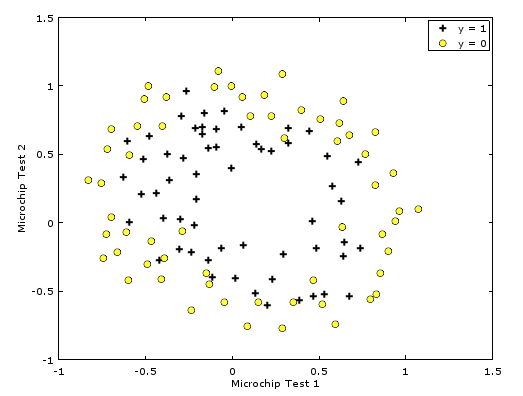 1.5
y = 1
y = 0
1
0.5
0
-0.5
-1
-1 -0.5 0 0.5 1 1.5
Microchip Test 1
Microchip Test 2